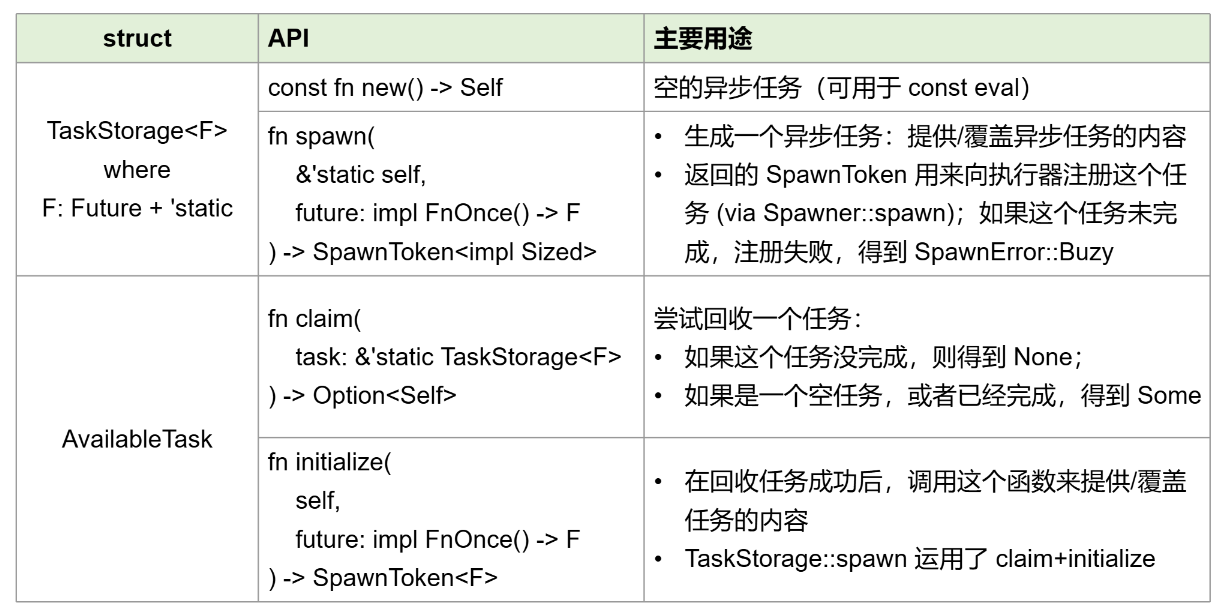 struct
API
主要用途
TaskStorage<F>
where
F: Future + 'static
const fn new() -> Self
空的异步任务（可用于 const eval）
fn spawn(
&'static self,
future: impl FnOnce() -> F
) -> SpawnToken<impl Sized>
• 生成一个异步任务：提供/覆盖异步任务的内容
• 返回的 SpawnToken 用来向执行器注册这个任
务 (via Spawner::spawn)；如果这个任务未完
成，注册失败，得到 SpawnError::Buzy
AvailableTask
fn claim(
task: &'static TaskStorage<F>
) -> Option<Self>
尝试回收一个任务：
• 如果这个任务没完成，则得到 None；
• 如果是一个空任务，或者已经完成，得到 Some
fn initialize(
self,
future: impl FnOnce() -> F
) -> SpawnToken<F>
• 在回收任务成功后，调用这个函数来提供/覆盖
任务的内容
• TaskStorage::spawn 运用了 claim+initialize